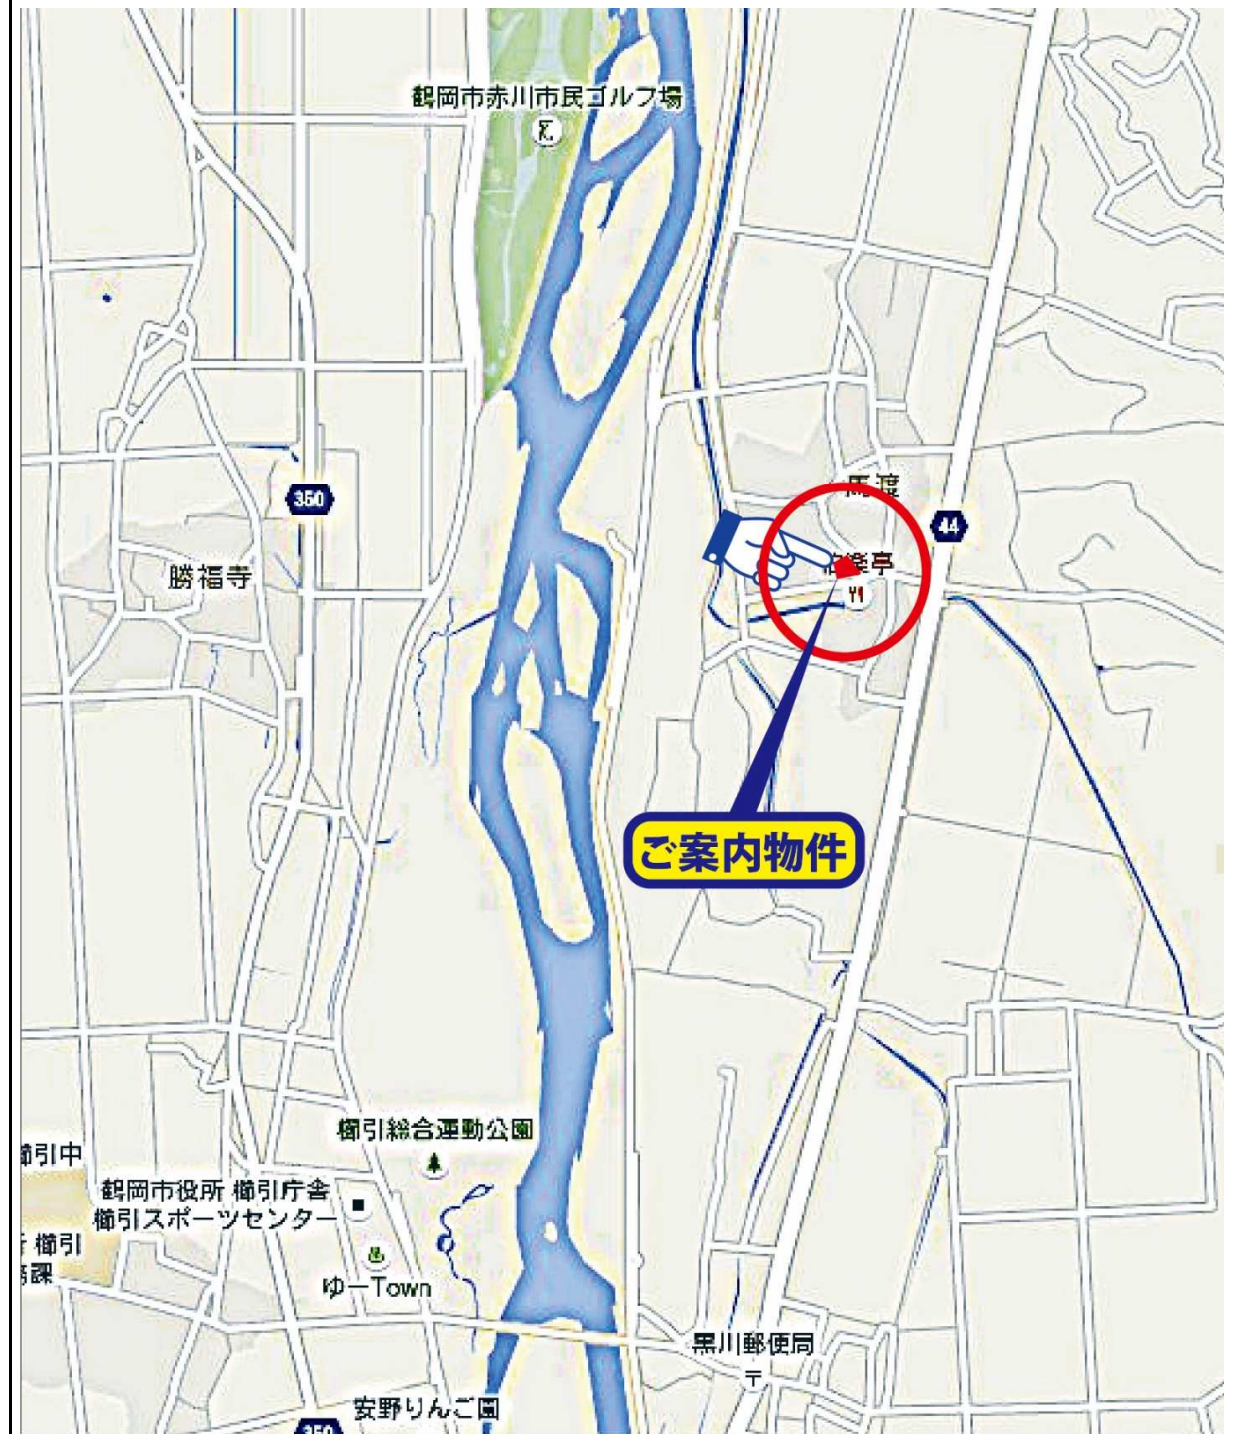 鶴岡市赤川市民ゴルフ場
馬渡
350
44
勝福寺
楽亭
ご案内物件
櫛引総合運動公園
櫛引中
鶴岡市役所 櫛引庁舎
櫛引スポーツセンター
櫛引
課
ゆーTown
黒川郵便局
〒
安野りんご園
350